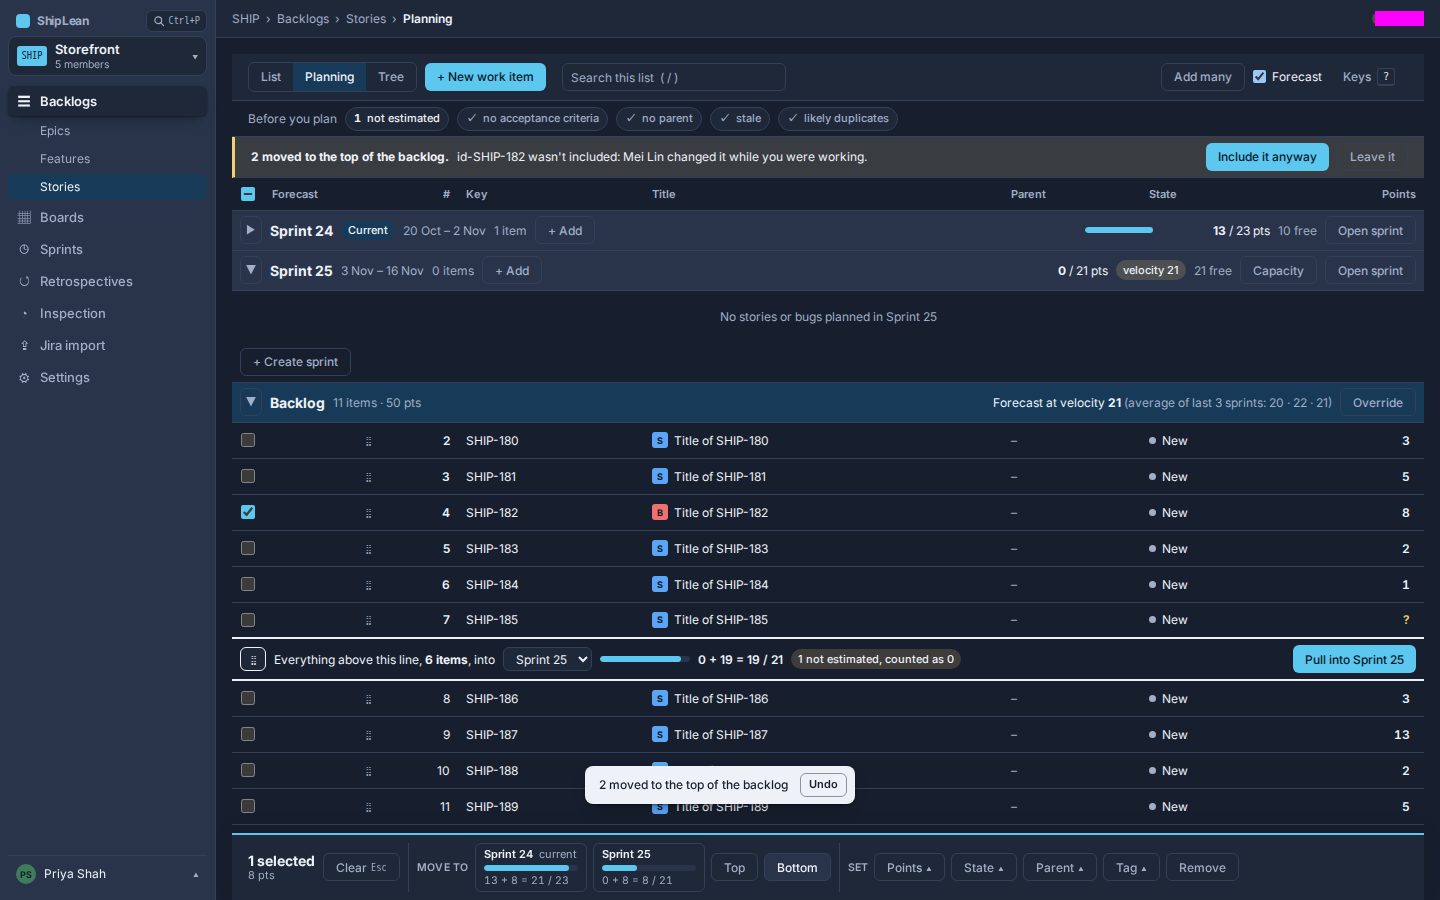 ShipLean
Ctrl+P
SHIP Storefront
5 members
Backlogs
Epics
Features
Stories
Boards
Sprints
Retrospectives
Inspection
Jira import
Settings
PS Priya Shah
SHIP › Backlogs › Stories › Planning
List Planning Tree + New work item Search this list ( / ) Add many Forecast Keys ?
Before you plan 1 not estimated ✓ no acceptance criteria ✓ no parent ✓ stale ✓ likely duplicates
2 moved to the top of the backlog. id-SHIP-182 wasn't included: Mei Lin changed it while you were working. Include it anyway Leave it
Forecast # Key Title Parent State Points
Sprint 24 Current 20 Oct – 2 Nov 1 item + Add 13 / 23 pts 10 free Open sprint
Sprint 25 3 Nov – 16 Nov 0 items + Add 0 / 21 pts velocity 21 21 free Capacity Open sprint
No stories or bugs planned in Sprint 25
+ Create sprint
Backlog 11 items · 50 pts Forecast at velocity 21 (average of last 3 sprints: 20 · 22 · 21) Override
2 SHIP-180 S Title of SHIP-180 – New 3
3 SHIP-181 S Title of SHIP-181 – New 5
4 SHIP-182 B Title of SHIP-182 – New 8
5 SHIP-183 S Title of SHIP-183 – New 2
6 SHIP-184 S Title of SHIP-184 – New 1
7 SHIP-185 S Title of SHIP-185 – New ?
Everything above this line, 6 items, into Sprint 25 0 + 19 = 19 / 21 1 not estimated, counted as 0 Pull into Sprint 25
8 SHIP-186 S Title of SHIP-186 – New 3
9 SHIP-187 S Title of SHIP-187 – New 13
10 SHIP-188 – New 2
2 moved to the top of the backlog Undo
11 SHIP-189 S Title of SHIP-189 – New 5
1 selected
8 pts
Clear Esc
MOVE TO
Sprint 24 current
13 + 8 = 21 / 23
Sprint 25
0 + 8 = 8 / 21
Top Bottom SET Points ▴ State ▴ Parent ▴ Tag ▴ Remove